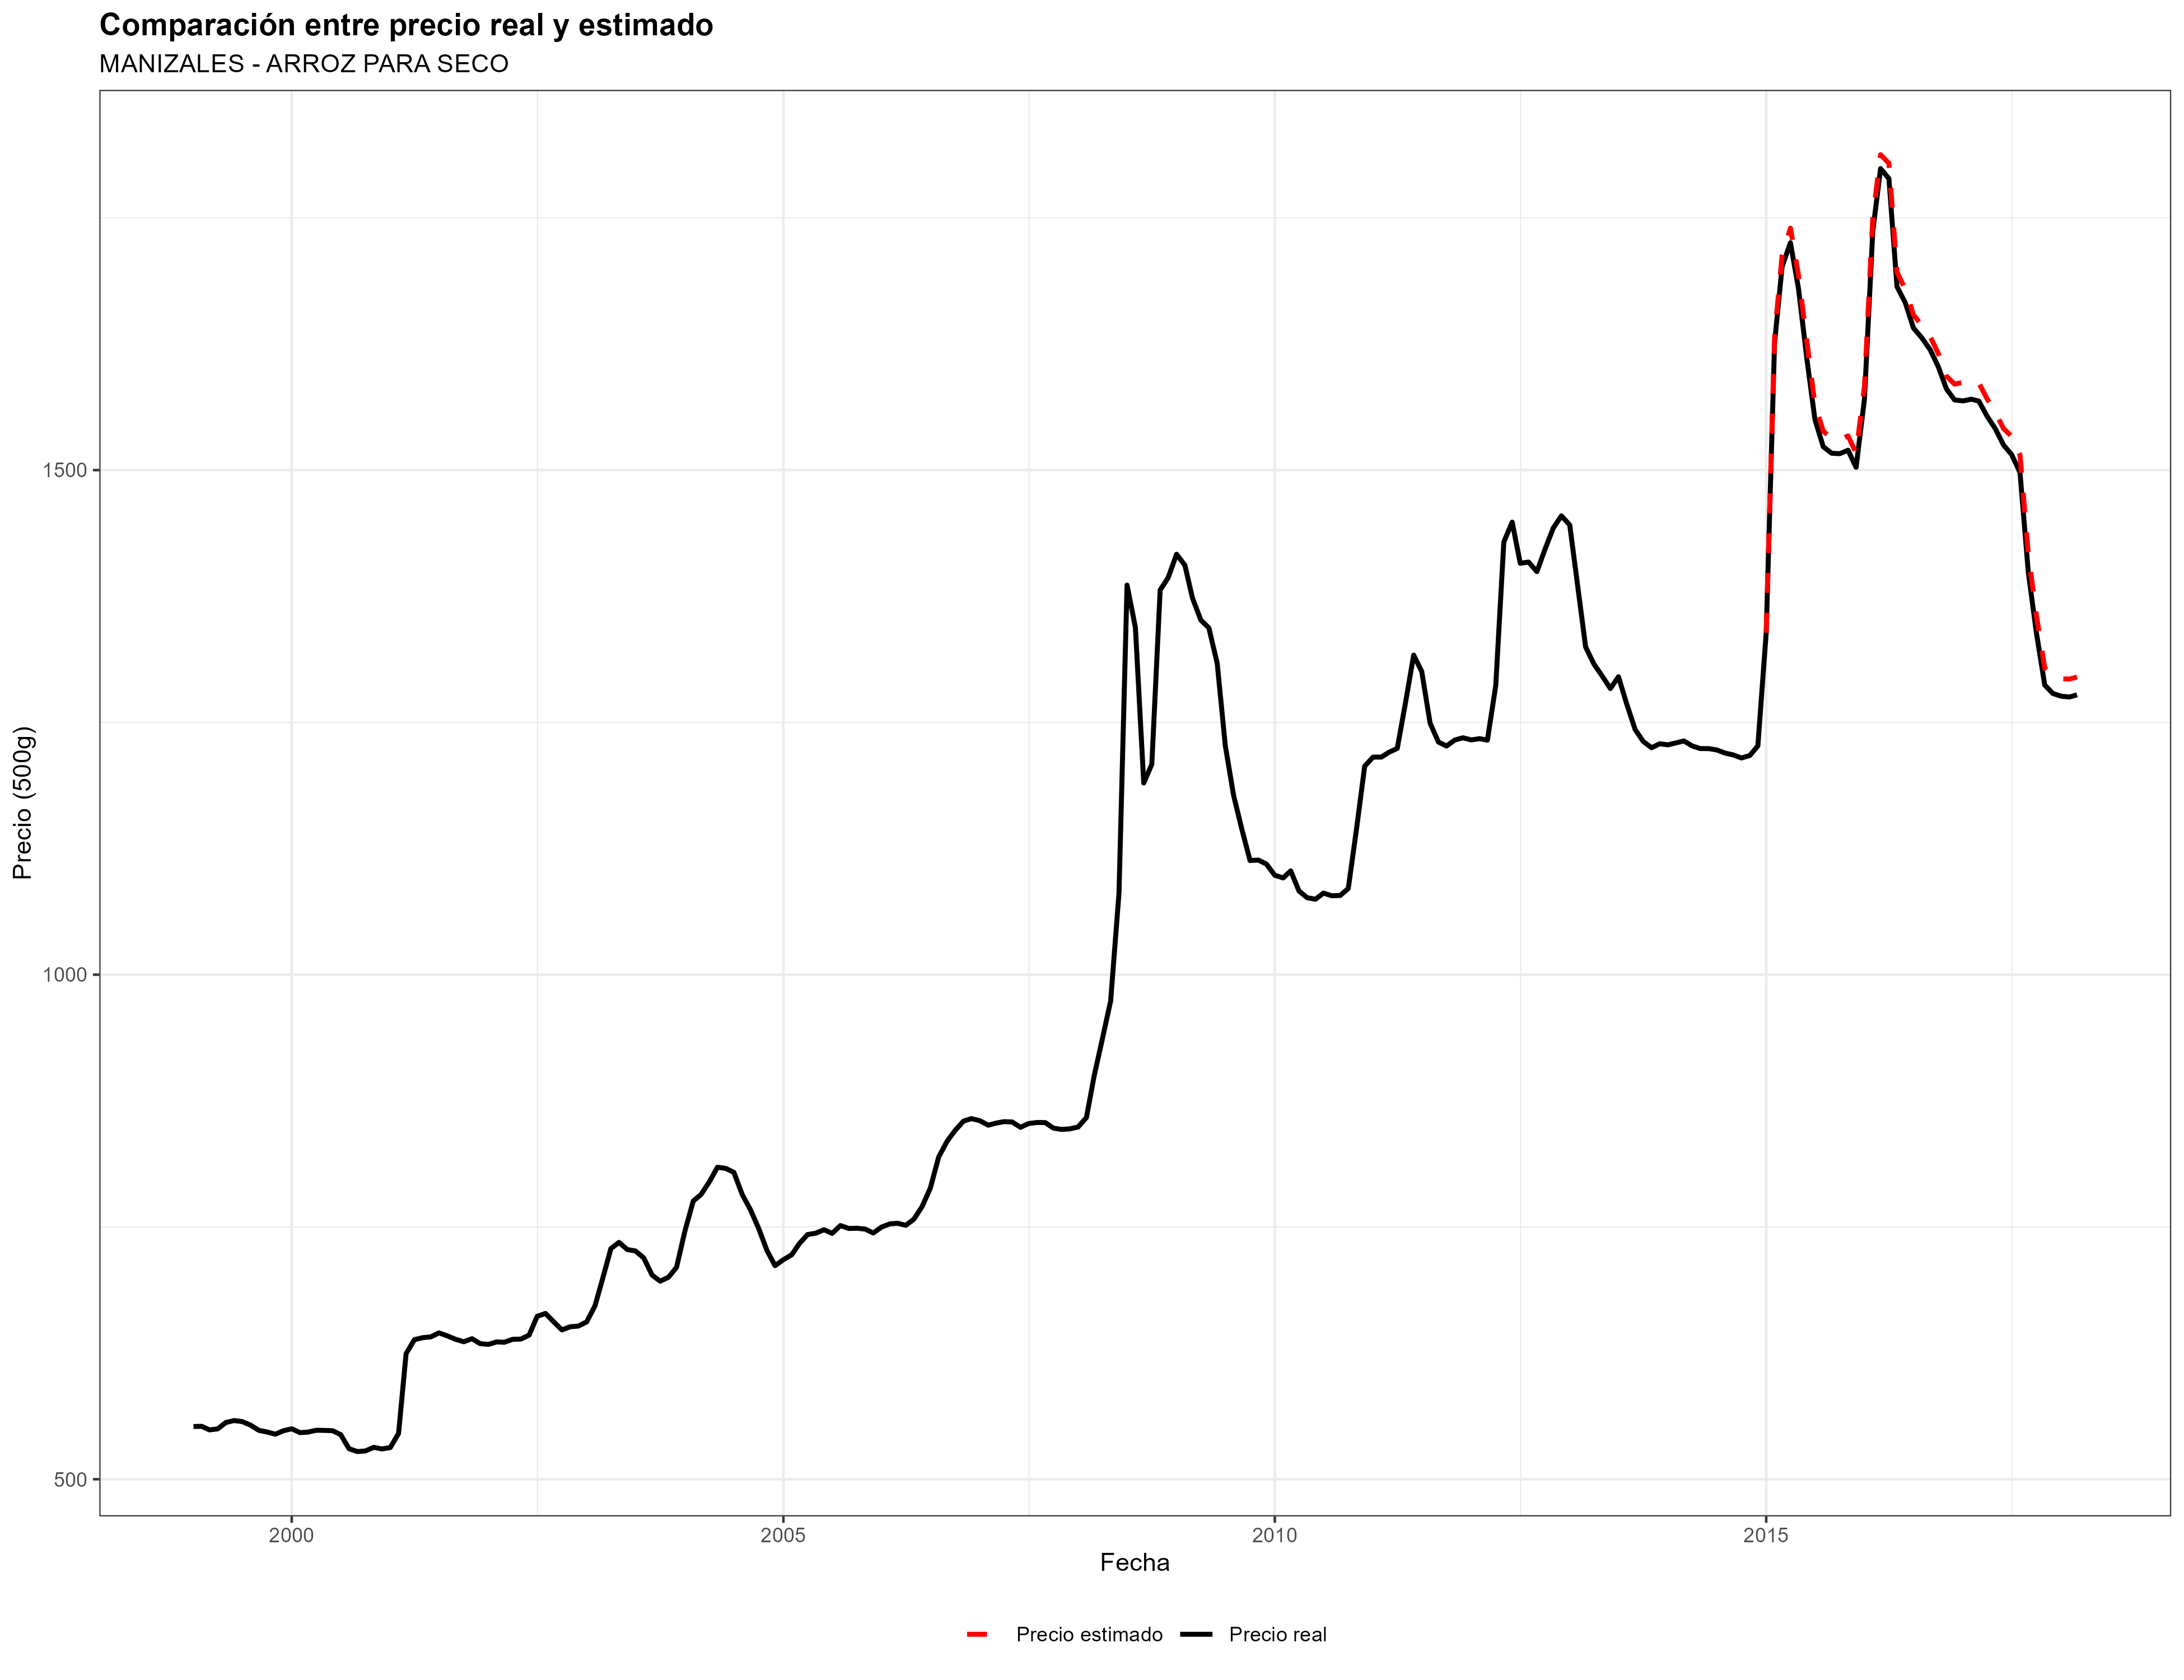 Comparación entre precio real y estimado
MANIZALES - ARROZ PARA SECO
Precio (500g)
1500
1000
500
2000 2005 2010 2015
Fecha
Precio estimado Precio real